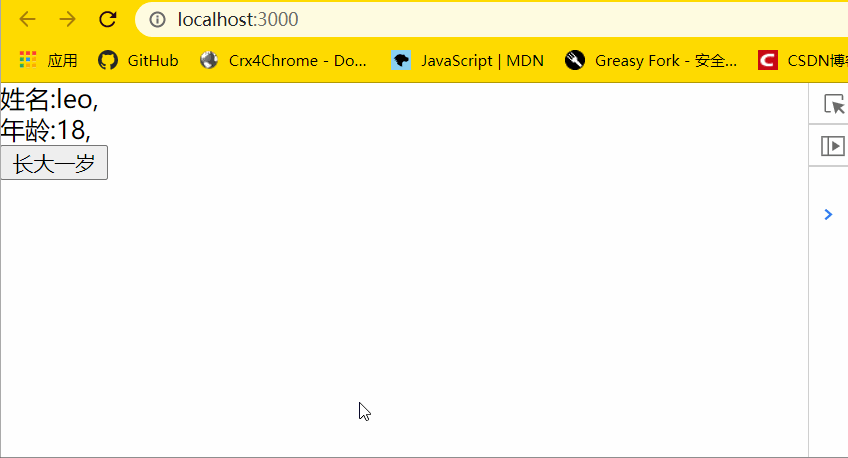 localhost:3000
应用 GitHub Crx4Chrome - Do... JavaScript | MDN Greasy Fork - 安全... CSDN博客
姓名:leo,
年龄:18,
长大一岁